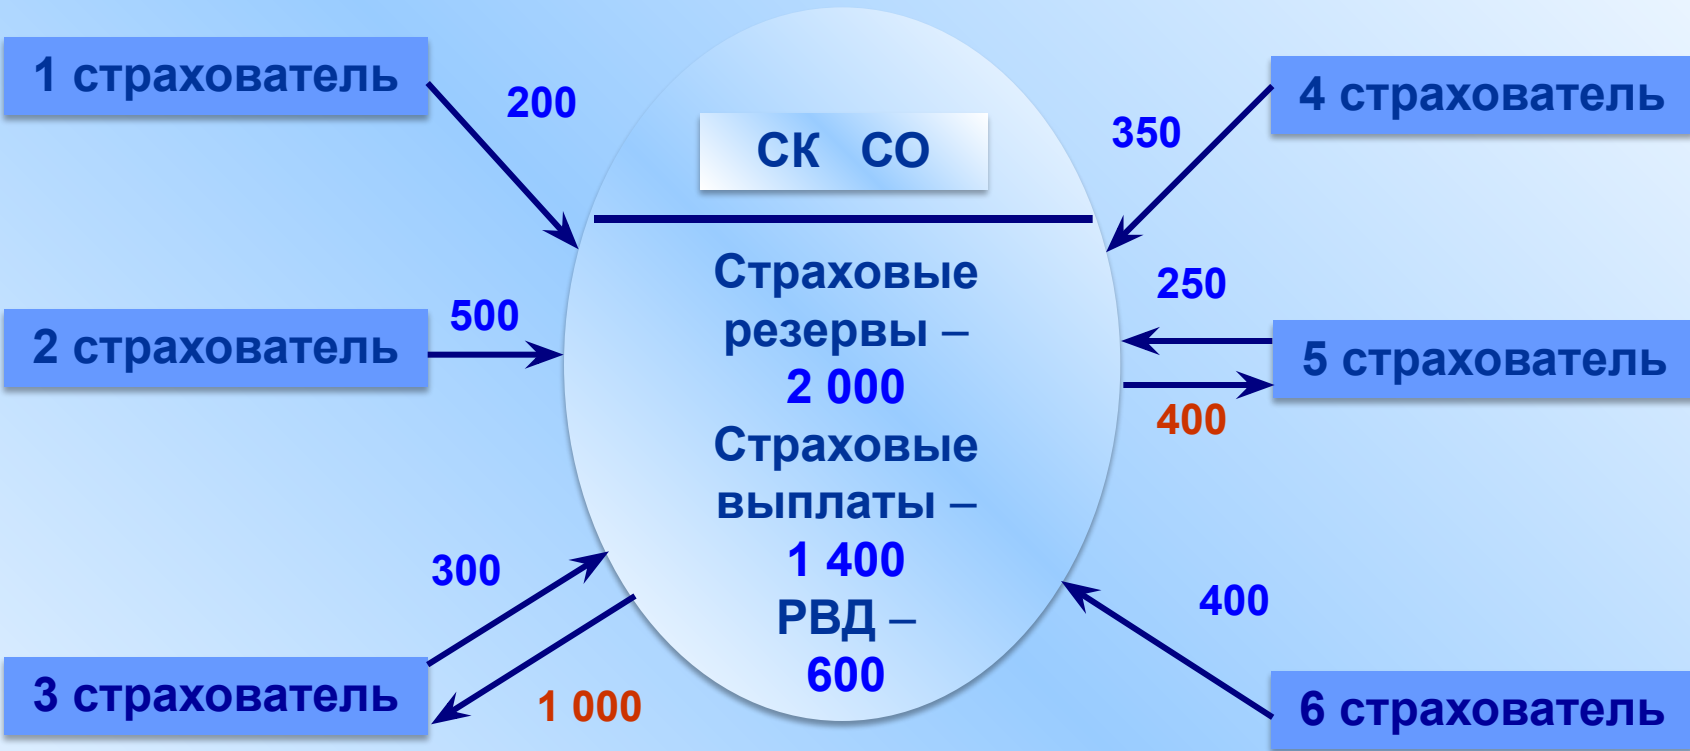 1 страхователь
200
2 страхователь
500
300
3 страхователь
1 000
СК СО
Страховые
резервы –
2 000
Страховые
выплаты –
1 400
РВД –
600
4 страхователь
350
250
5 страхователь
400
400
6 страхователь